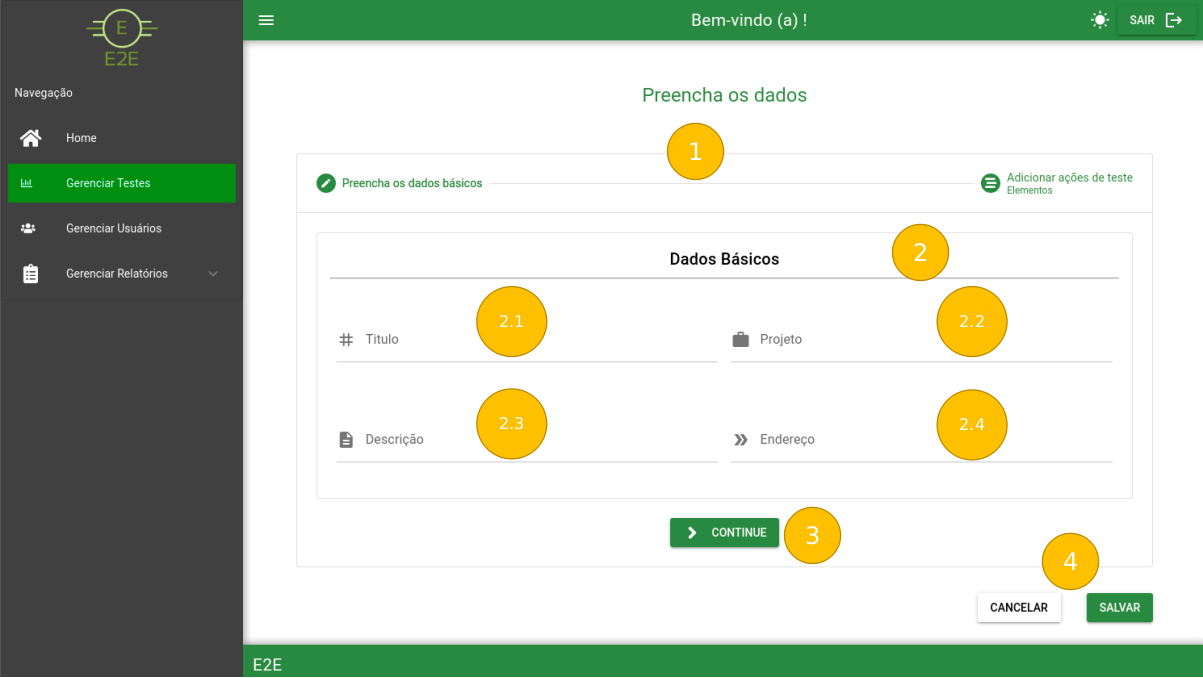 E
E2E
Bem-vindo (a) !
SAIR
Navegação
Home
Gerenciar Testes
Gerenciar Usuários
Gerenciar Relatórios
Preencha os dados
1
Preencha os dados básicos
Adicionar ações de teste
Elementos
Dados Básicos
2
2.1
2.2
Titulo
Projeto
2.3
2.4
Descrição
Endereço
CONTINUE
3
4
CANCELAR
SALVAR
E2E